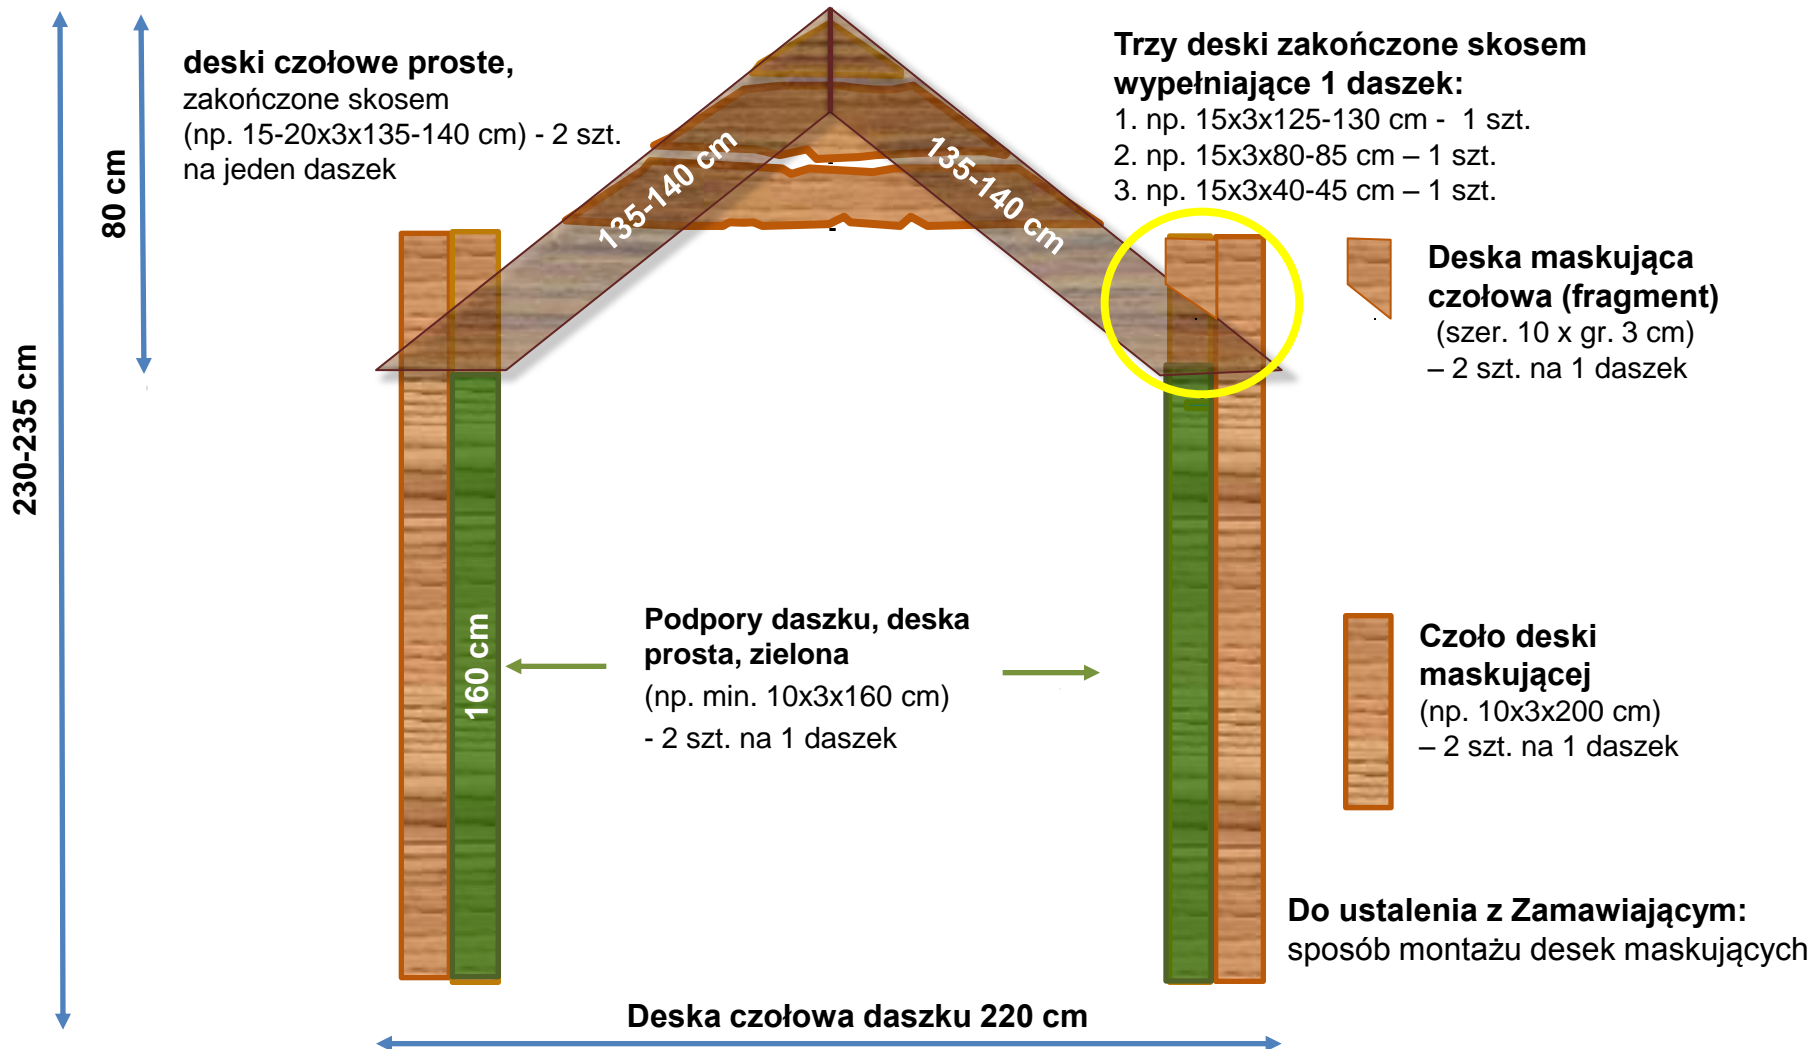 deski czołowe proste,
zakończone skosem
(np. 15-20x3x135-140 cm) - 2 szt.
na jeden daszek
Trzy deski zakończone skosem
wypełniające 1 daszek:
1. np. 15x3x125-130 cm -  1 szt.
2. np. 15x3x80-85 cm – 1 szt.
3. np. 15x3x40-45 cm – 1 szt.
80 cm
230-235 cm
135-140 cm
135-140 cm
Deska maskująca
czołowa (fragment)
(szer. 10 x gr. 3 cm)
– 2 szt. na 1 daszek
160 cm
Podpory daszku, deska
prosta, zielona
(np. min. 10x3x160 cm)
- 2 szt. na 1 daszek
Czoło deski
maskującej
(np. 10x3x200 cm)
– 2 szt. na 1 daszek
Do ustalenia z Zamawiającym:
sposób montażu desek maskujących
Deska czołowa daszku 220 cm